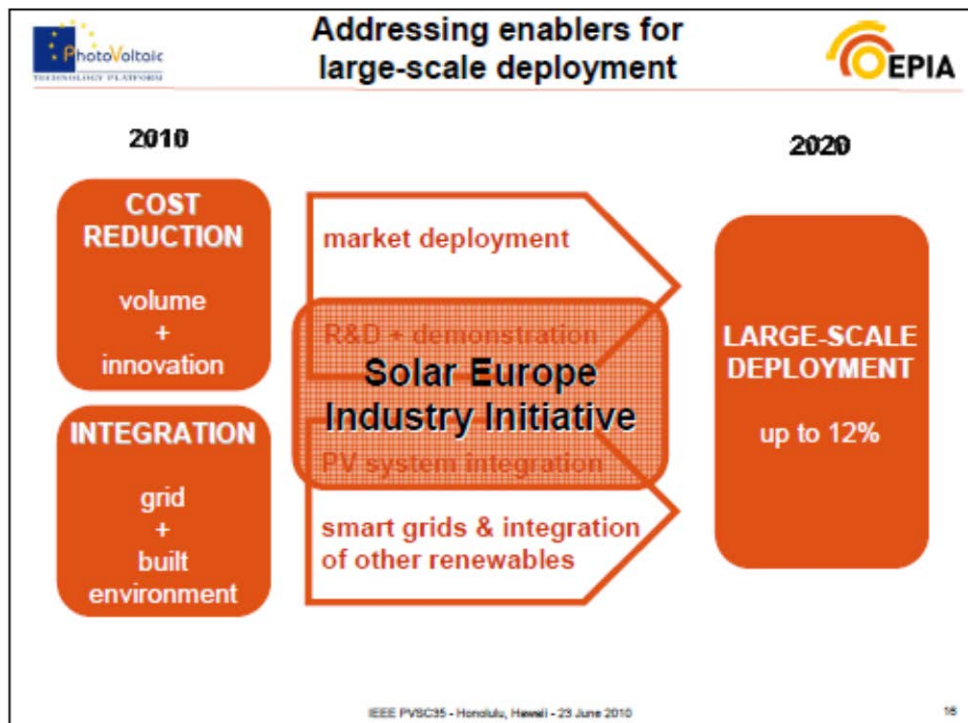 PhotoVoltaic
TECHNOLOGY PLATFORM
Addressing enablers for
large-scale deployment
EPIA
2010
2020
COST
REDUCTION
volume
+
innovation
INTEGRATION
grid
+
built
environment
market deployment
R&D + demonstration
Solar Europe
Industry Initiative
PV system integration
smart grids & integration
of other renewables
LARGE-SCALE
DEPLOYMENT
up to 12%
IEEE PVSC35 - Honolulu, Hawaii - 23 June 2010